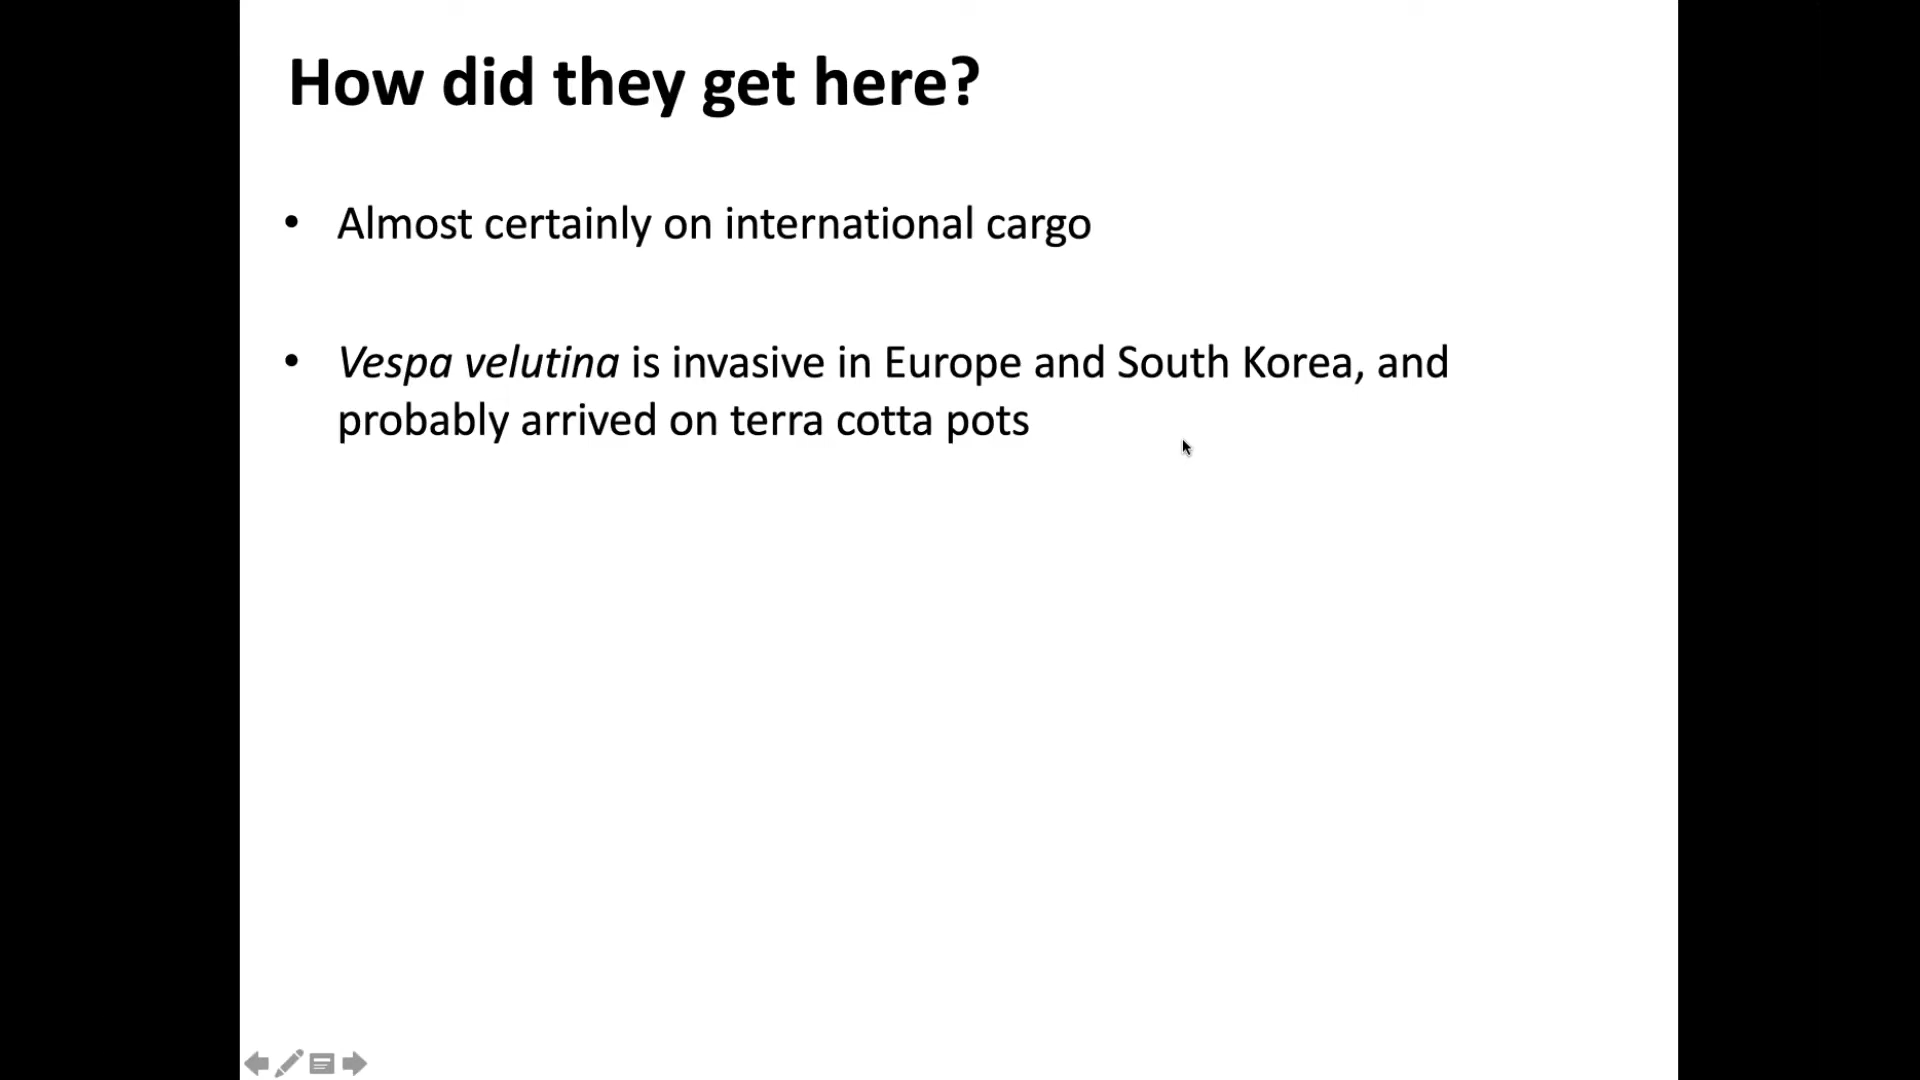 How did they get here?
• Almost certainly on international cargo
• Vespa velutina is invasive in Europe and South Korea, and
probably arrived on terra cotta pots